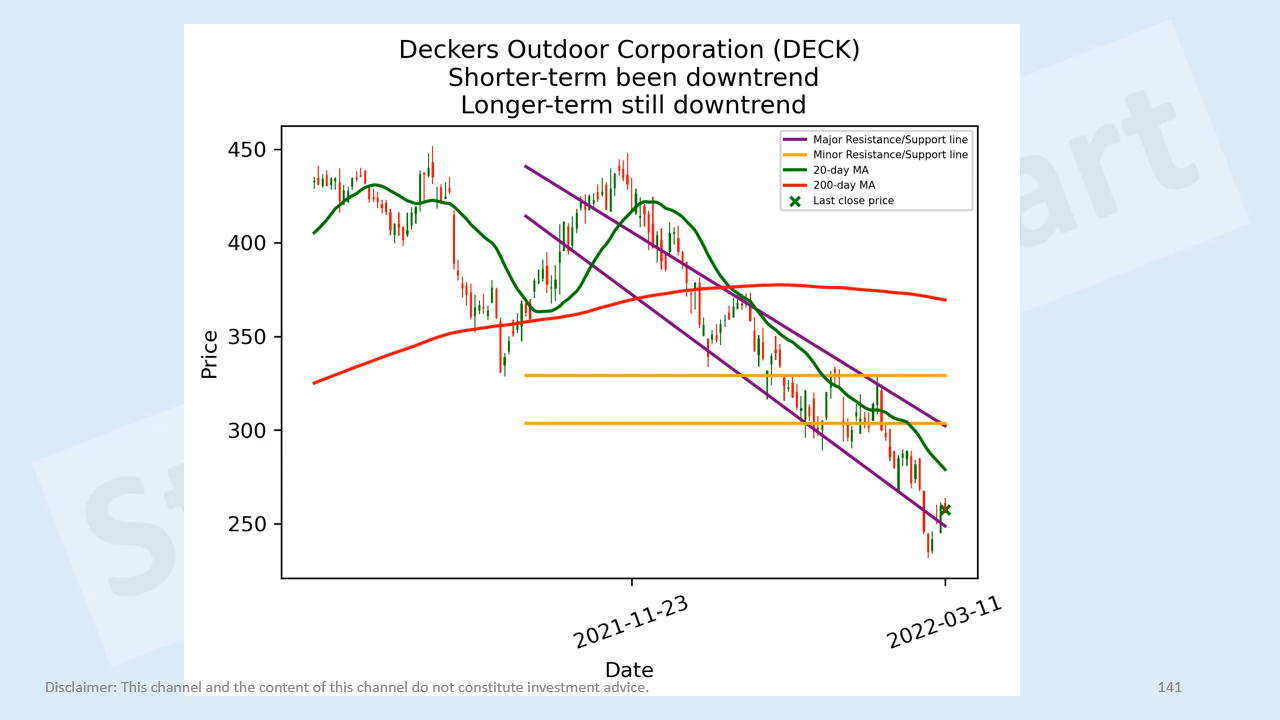 Deckers Outdoor Corporation (DECK)
Shorter-term been downtrend
Longer-term still downtrend
Major Resistance/Support line
Minor Resistance/Support line
20-day MA
200-day MA
Last close price
450
400
350
300
250
Price
2021-11-23
2022-03-11
Date
Disclaimer: This channel and the content of this channel do not constitute investment advice.
141